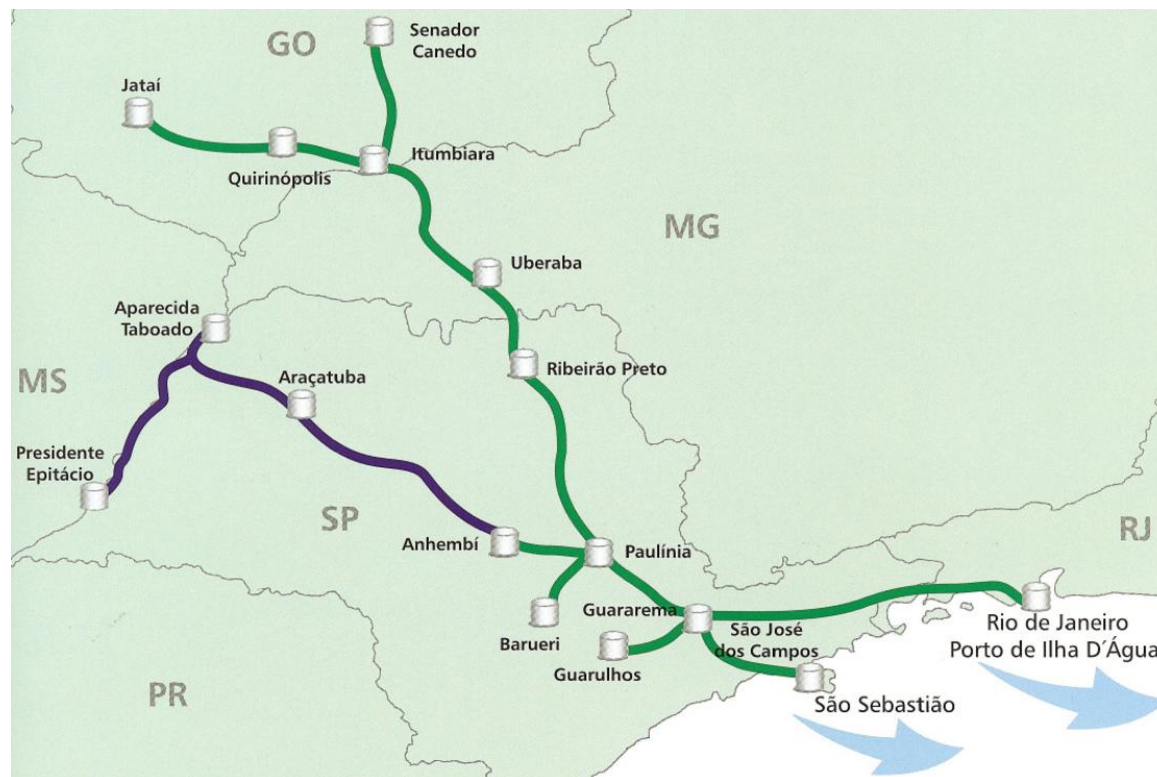 Senador
Canedo
GO
Jataí
Itumbiara
Quirinópolis
MG
Uberaba
Aparecida
Taboado
Ribeirão Preto
MS
Araçatuba
Presidente
Epitácio
SP
Anhembí
Paulínia
RJ
Guararema
Barueri
São José
dos Campos
Guarulhos
Rio de Janeiro
Porto de Ilha D´Água
PR
São Sebastião